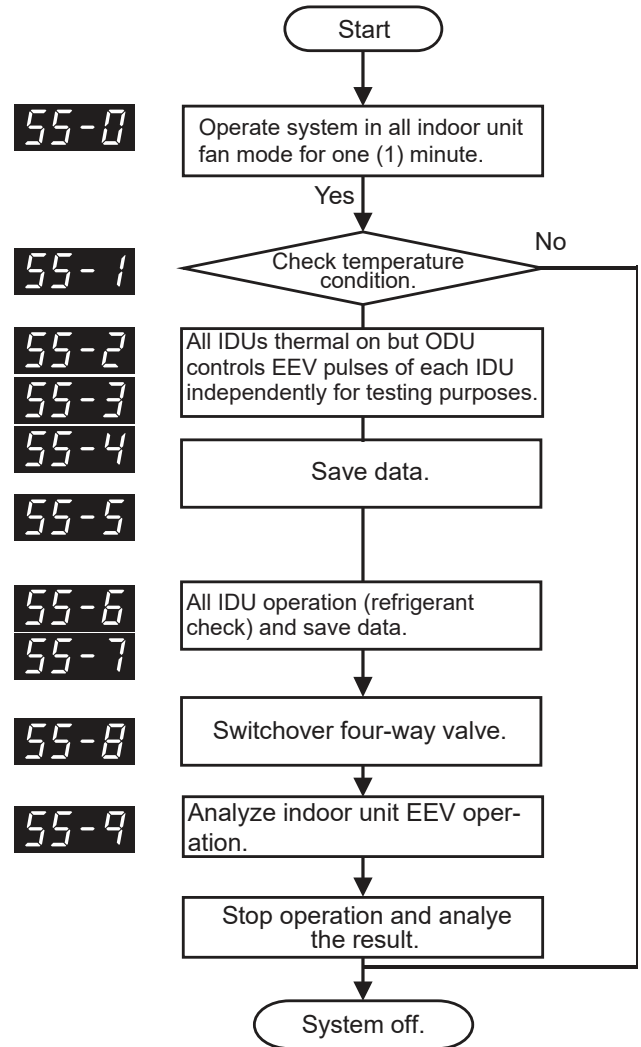 Start
55-0
Operate system in all indoor unit
fan mode for one (1) minute.
Yes
No
55-1
Check temperature
condition.
55-2
55-3
All IDUs thermal on but ODU
controls EEV pulses of each IDU
independently for testing purposes.
55-4
Save data.
55-5
55-6
55-7
All IDU operation (refrigerant
check) and save data.
55-8
Switchover four-way valve.
55-9
Analyze indoor unit EEV oper-
ation.
Stop operation and analye
the result.
System off.